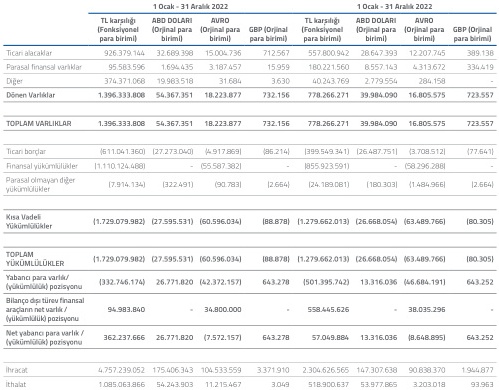 1 Ocak - 31 Aralık 2022 1 Ocak - 31 Aralık 2022
TL karşılığı (Fonksiyonel para birimi) ABD DOLARI (Orjinal para birimi) AVRO (Orjinal para birimi) GBP (Orjinal para birimi) TL karşılığı (Fonksiyonel para birimi) ABD DOLARI (Orjinal para birimi) AVRO (Orjinal para birimi) GBP (Orjinal para birimi)
Ticari alacaklar 926.379.144 32.689.398 15.004.736 712.567 557.800.942 28.647.393 12.207.745 389.138
Parasal finansal varlıklar 95.583.596 1.694.435 3.187.457 15.959 180.221.560 8.557.143 4.313.672 334.419
Diğer 374.371.068 19.983.518 31.684 3.630 40.243.769 2.779.554 284.158 -
Dönen Varlıklar 1.396.333.808 54.367.351 18.223.877 732.156 778.266.271 39.984.090 16.805.575 723.557
TOPLAM VARLIKLAR 1.396.333.808 54.367.351 18.223.877 732.156 778.266.271 39.984.090 16.805.575 723.557
Ticari borçlar (611.041.360) (27.273.040) (4.917.869) (86.214) (399.549.341) (26.487.751) (3.708.512) (77.641)
Finansal yükümlülükler (1.110.124.488) - (55.587.382) - (855.923.591) - (58.296.288) -
Parasal olmayan diğer yükümlülükler (7.914.134) (322.491) (90.783) (2.664) (24.189.081) (180.303) (1.484.966) (2.664)
Kısa Vadeli Yükümlülükler (1.729.079.982) (27.595.531) (60.596.034) (88.878) (1.279.662.013) (26.668.054) (63.489.766) (80.305)
TOPLAM YÜKÜMLÜLÜKLER (1.729.079.982) (27.595.531) (60.596.034) (88.878) (1.279.662.013) (26.668.054) (63.489.766) (80.305)
Yabancı para varlık/ (yükümlülük) pozisyonu (332.746.174) 26.771.820 (42.372.157) 643.278 (501.395.742) 13.316.036 (46.684.191) 643.252
Bilanço dışı türev finansal araçların net varlık / (yükümlülük) pozisyonu 94.983.840 - 34.800.000 - 558.445.626 - 38.035.296 -
Net yabancı para varlık / (yükümlülük) pozisyonu 362.237.666 26.771.820 (7.572.157) 643.278 57.049.884 13.316.036 (8.648.895) 643.252
İhracat 4.757.239.052 175.406.343 104.533.559 3.371.910 2.304.626.565 147.307.638 90.838.370 1.944.877
İthalat 1.085.063.866 54.243.903 11.215.467 3.049 518.900.637 53.977.865 3.203.018 93.963